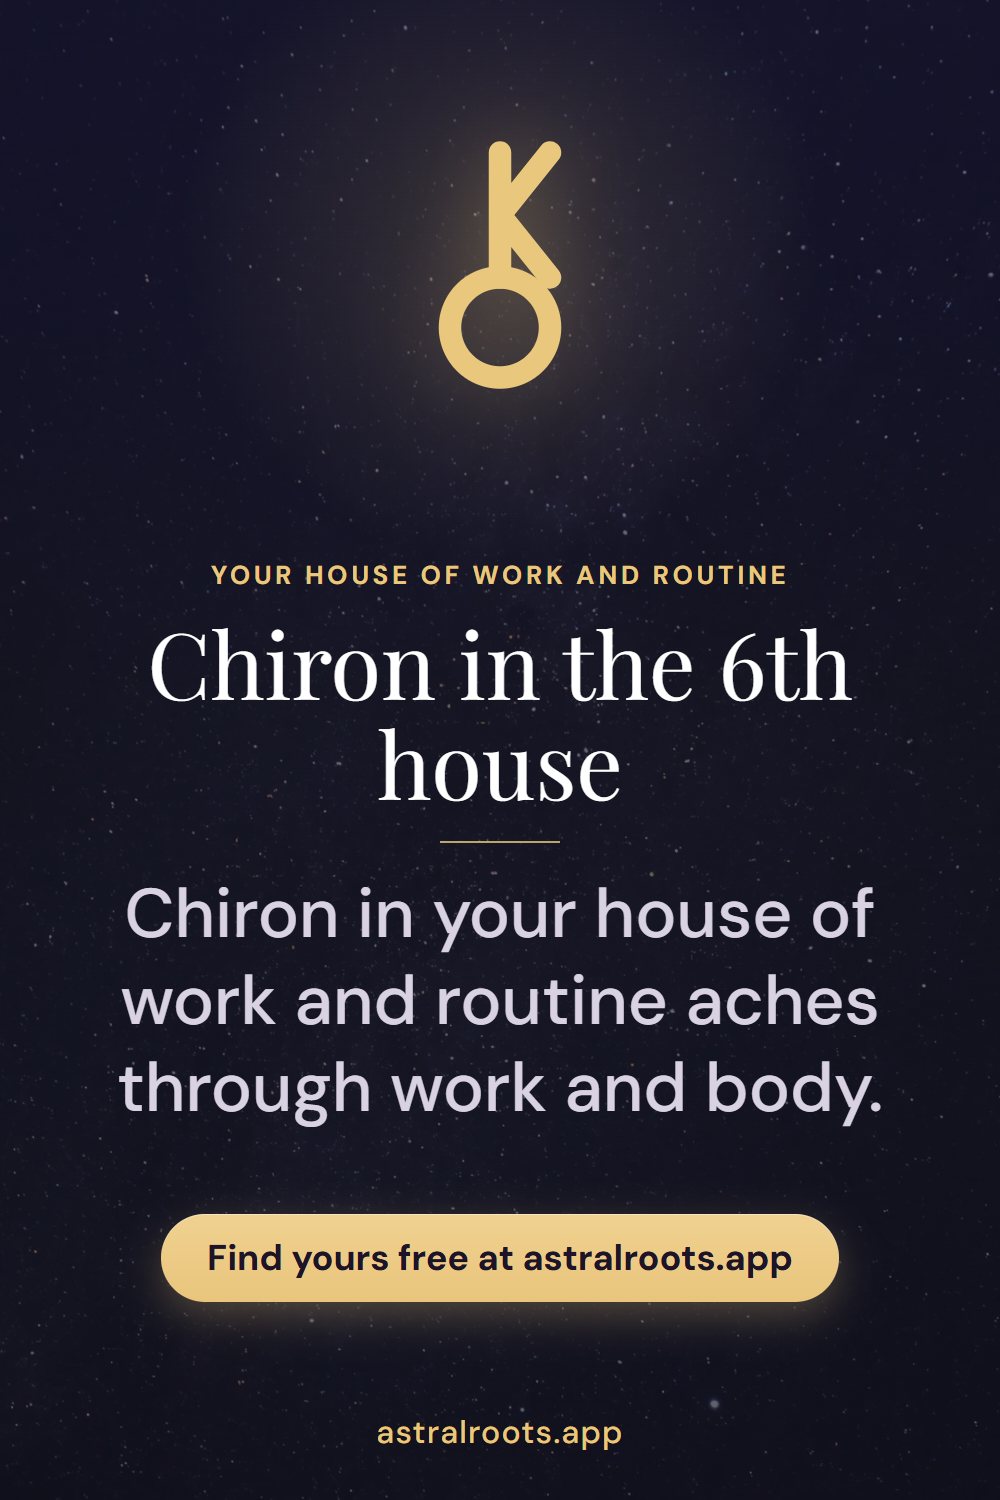 YOUR HOUSE OF WORK AND ROUTINE
Chiron in the 6th
house
Chiron in your house of
work and routine aches
through work and body.
Find yours free at astralroots.app
astralroots.app